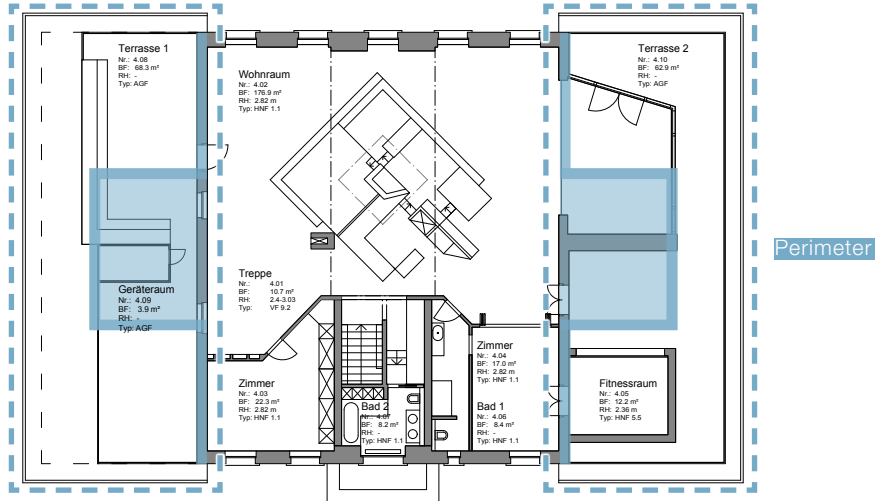 Terrasse 1
Nr.: 4.08
BF: 68.3 m²
RH: -
Typ: AGF
Terrasse 2
Nr.: 4.10
BF: 62.9 m²
RH: -
Typ: AGF
Wohnraum
Nr.: 4.02
BF: 176.9 m²
RH: 2.82 m
Typ: HNF 1.1
Perimeter
Treppe
Nr.: 4.01
BF: 10.7 m²
RH: 2.4-3.03
Typ: VF 9.2
Geräteraum
Nr.: 4.09
BF: 3.9 m²
RH: -
Typ: AGF
Zimmer
Nr.: 4.04
BF: 17.0 m²
RH: 2.82 m
Typ: HNF 1.1
Zimmer
Nr.: 4.03
BF: 22.3 m²
RH: 2.82 m
Typ: HNF 1.1
Fitnessraum
Nr.: 4.05
BF: 12.2 m²
RH: 2.36 m
Typ: HNF 5.5
Bad 2
BF: 8.2 m²
RH: -
Typ: HNF 1.1
Bad 1
Nr.: 4.06
BF: 8.4 m²
RH: -
Typ: HNF 1.1